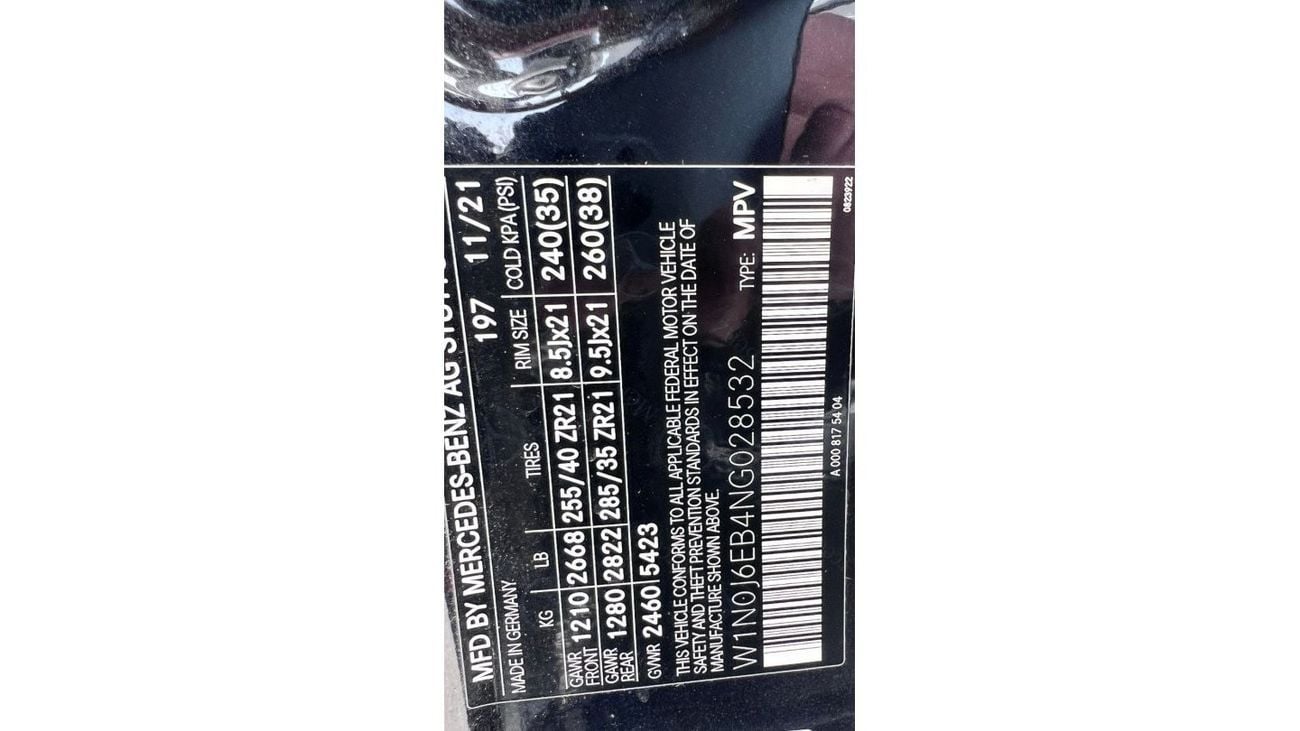 MFD BY MERCEDES-BENZ AG
197 11/21
MADE IN GERMANY
KG LB TIRES RIM SIZE COLD KPA(PSI)
GAWR FRONT 1210 2668 255/40 ZR21 8.5Jx21 240(35)
GAWR REAR 1280 2822 285/35 ZR21 9.5Jx21 260(38)
GVWR 2460 5423
THIS VEHICLE CONFORMS TO ALL APPLICABLE FEDERAL MOTOR VEHICLE
SAFETY AND THEFT PREVENTION STANDARDS IN EFFECT ON THE DATE OF
MANUFACTURE SHOWN ABOVE.
W1N0J6EB4NG028532 TYPE: MPV
A 000 817 54 04 0823922